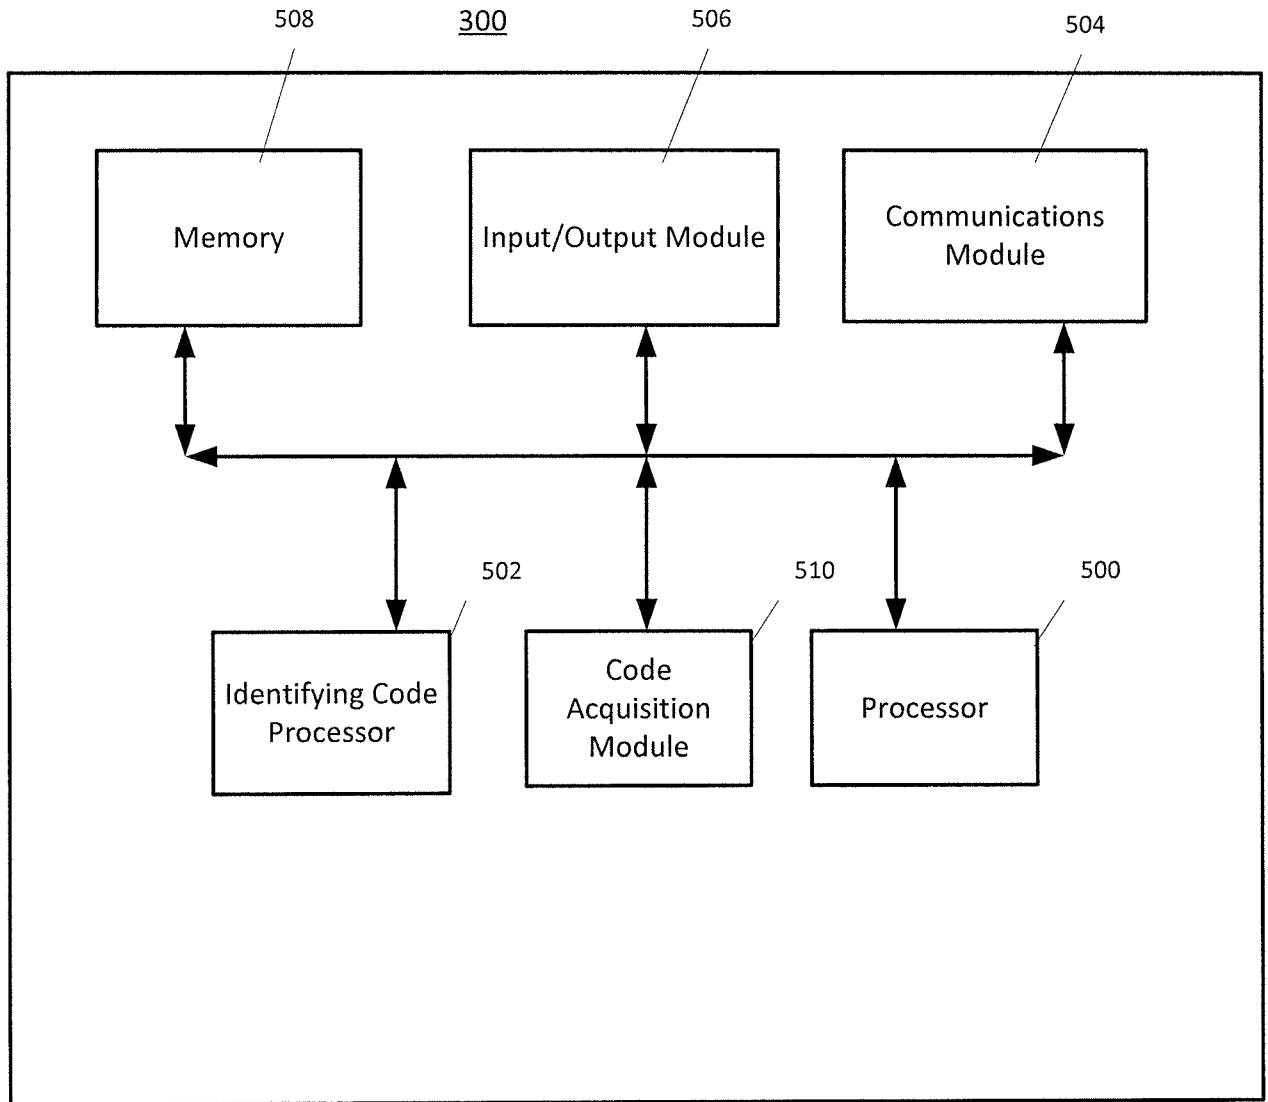 508
300
506
504
Memory
Input/Output Module
Communications
Module
502
510
500
Identifying Code
Processor
Code
Acquisition
Module
Processor